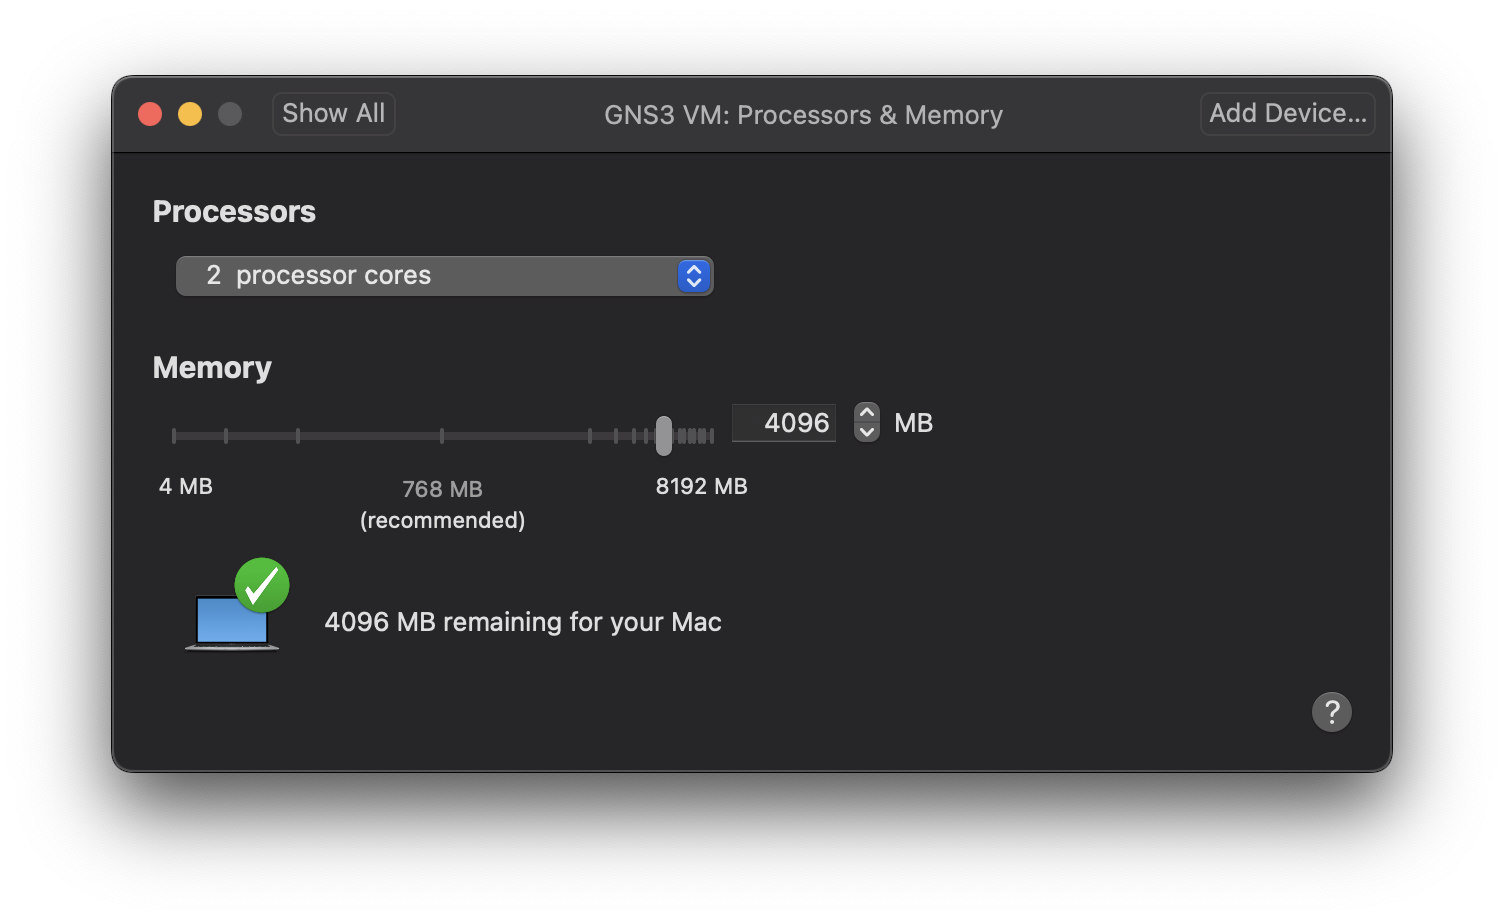 Show All
GNS3 VM: Processors & Memory
Add Device...
Processors
2 processor cores
Memory
4096 MB
4 MB
768 MB
(recommended)
8192 MB
4096 MB remaining for your Mac
?